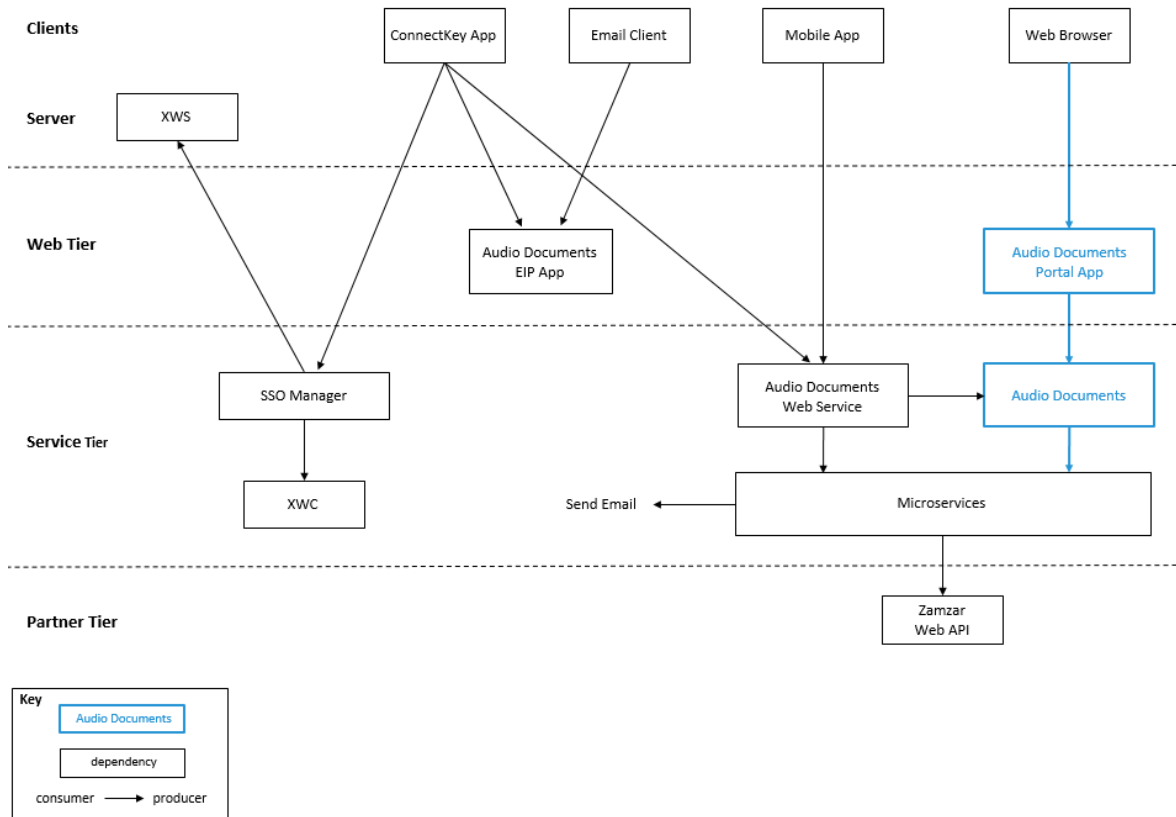 Clients
ConnectKey App
Email Client
Mobile App
Web Browser
Server
XWS
Web Tier
Audio Documents
EIP App
Audio Documents
Portal App
SSO Manager
Audio Documents
Web Service
Audio Documents
Service Tier
XWC
Send Email
Microservices
Partner Tier
Zamzar
Web API
Key
Audio Documents
dependency
consumer
producer